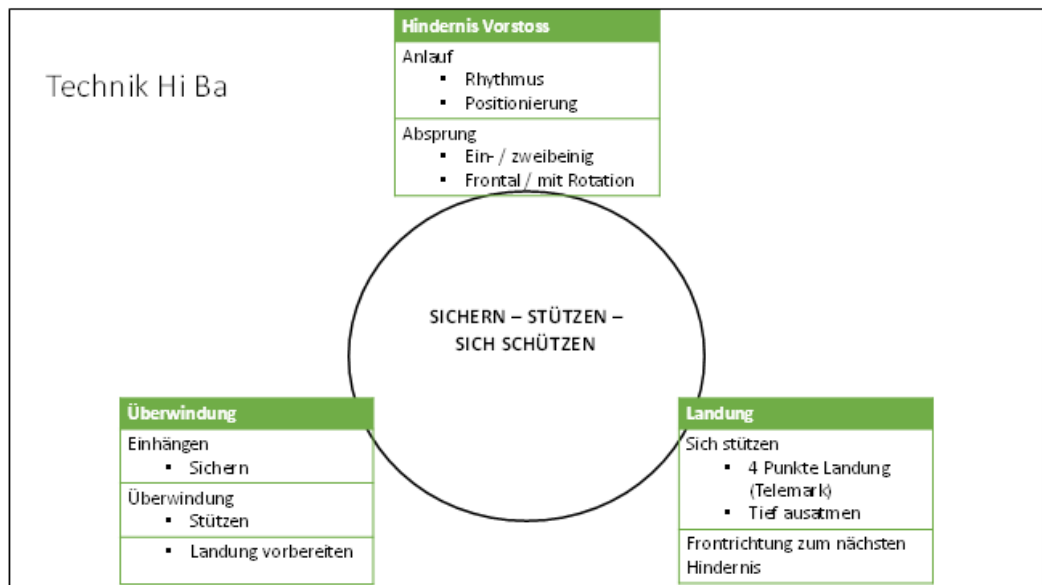 Technik Hi Ba
Hindernis Vorstoss
Anlauf
▪ Rhythmus
▪ Positionierung
Absprung
▪ Ein- / zweibeinig
▪ Frontal / mit Rotation
SICHERN – STÜTZEN –
SICH SCHÜTZEN
Überwindung
Einhängen
▪ Sichern
Überwindung
▪ Stützen
▪ Landung vorbereiten
Landung
Sich stützen
▪ 4 Punkte Landung
(Telemark)
▪ Tief ausatmen
Frontrichtung zum nächsten
Hindernis